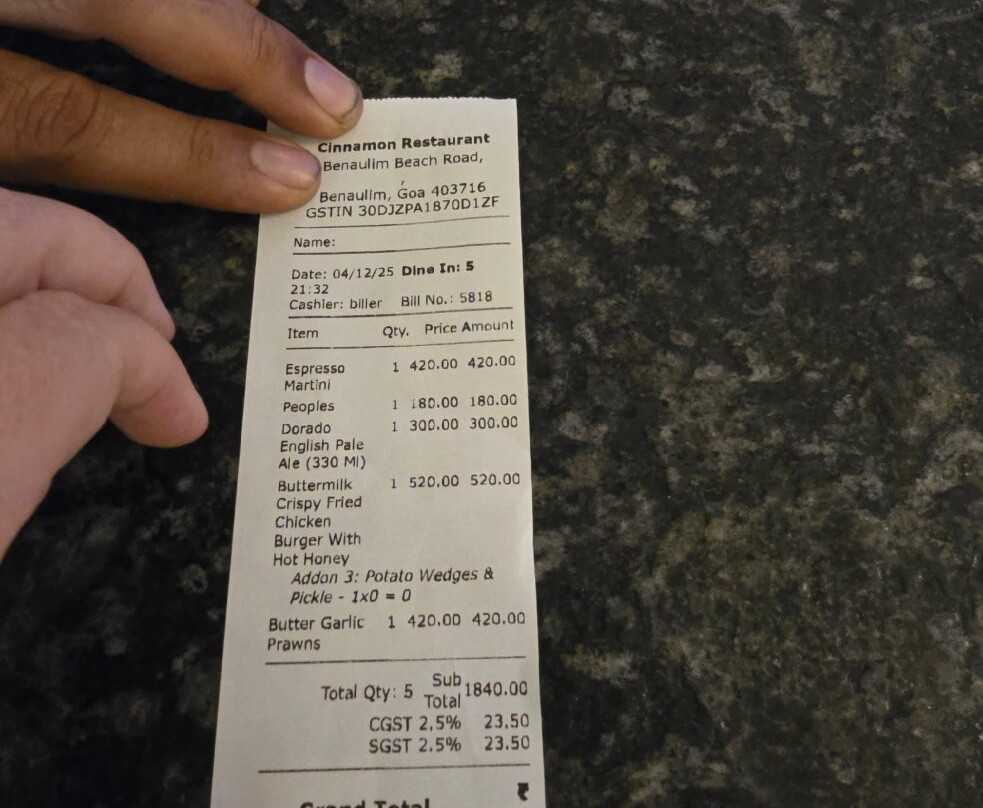 Cinnamon Restaurant
Benaulim Beach Road,
,
Benaulim, Goa 403716
GSTIN 30DJZPA1870D1ZF
Name:
Date: 04/12/25 Dine In: 5
21:32
Cashier: biller Bill No.: 5818
Item Qty. Price Amount
Espresso 1 420.00 420.00
Martini
Peoples 1 180.00 180.00
Dorado 1 300.00 300.00
English Pale
Ale (330 Ml)
Buttermilk 1 520.00 520.00
Crispy Fried
Chicken
Burger With
Hot Honey
Addon 3: Potato Wedges &
Pickle - 1x0 = 0
Butter Garlic 1 420.00 420.00
Prawns
Total Qty: 5 Sub Total 1840.00
CGST 2.5% 23.50
SGST 2.5% 23.50
Grand Total ₹